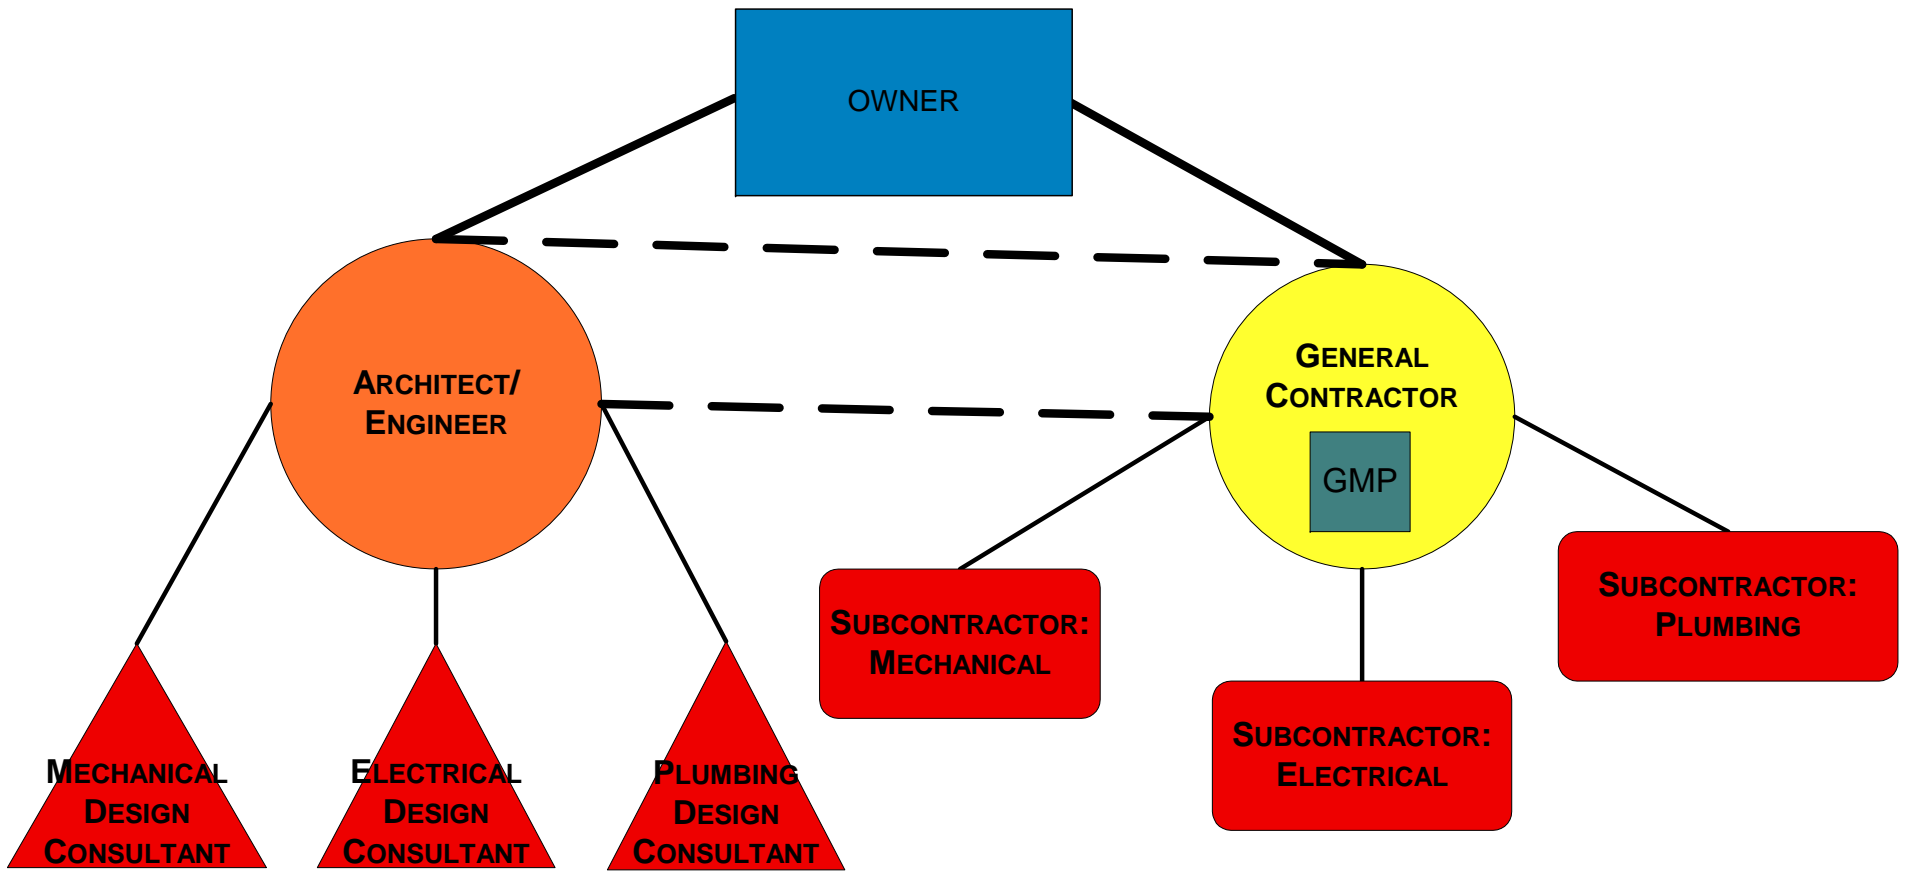 OWNER
ARCHITECT/
ENGINEER
GENERAL
CONTRACTOR
GMP
SUBCONTRACTOR:
MECHANICAL
SUBCONTRACTOR:
ELECTRICAL
SUBCONTRACTOR:
PLUMBING
MECHANICAL
DESIGN
CONSULTANT
ELECTRICAL
DESIGN
CONSULTANT
PLUMBING
DESIGN
CONSULTANT